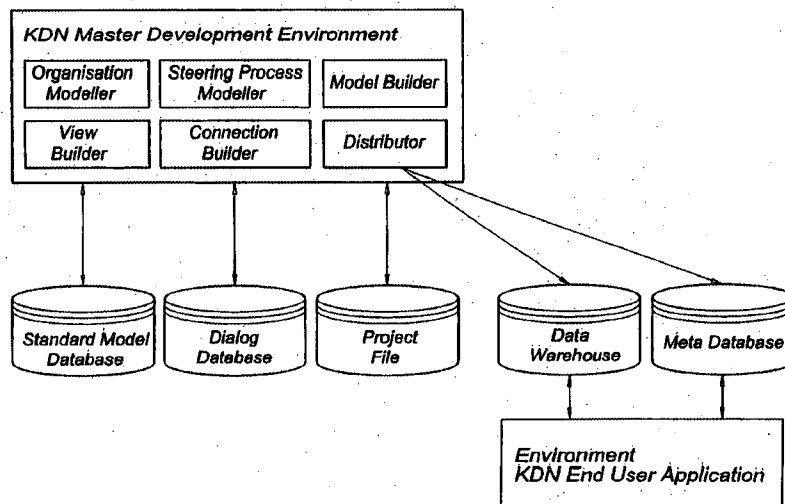 KDN Master Development Environment
Organisation
Modeller
Steering Process
Modeller
Model Builder
View
Builder
Connection
Builder
Distributor
Standard Model
Database
Dialog
Database
Project
File
Data
Warehouse
Meta Database
Environment
KDN End User Application